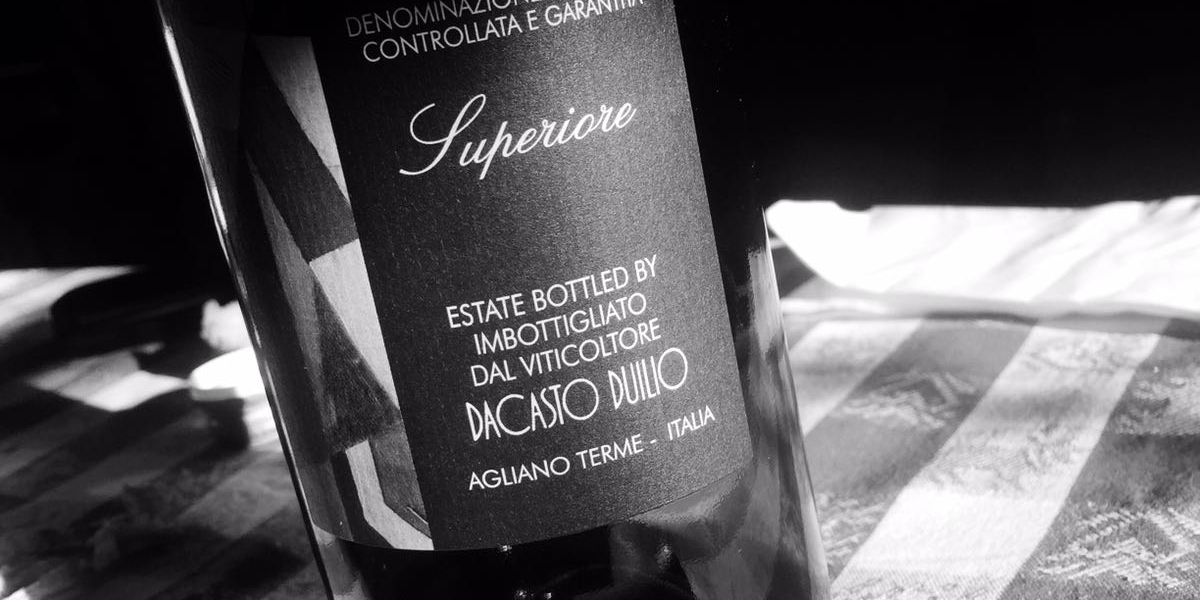 DENOMINAZIONE
CONTROLLATA E GARANTITA
Superiore
ESTATE BOTTLED BY
IMBOTTIGLIATO
DAL VITICOLTORE
DACASTO DUILIO
AGLIANO TERME - ITALIA